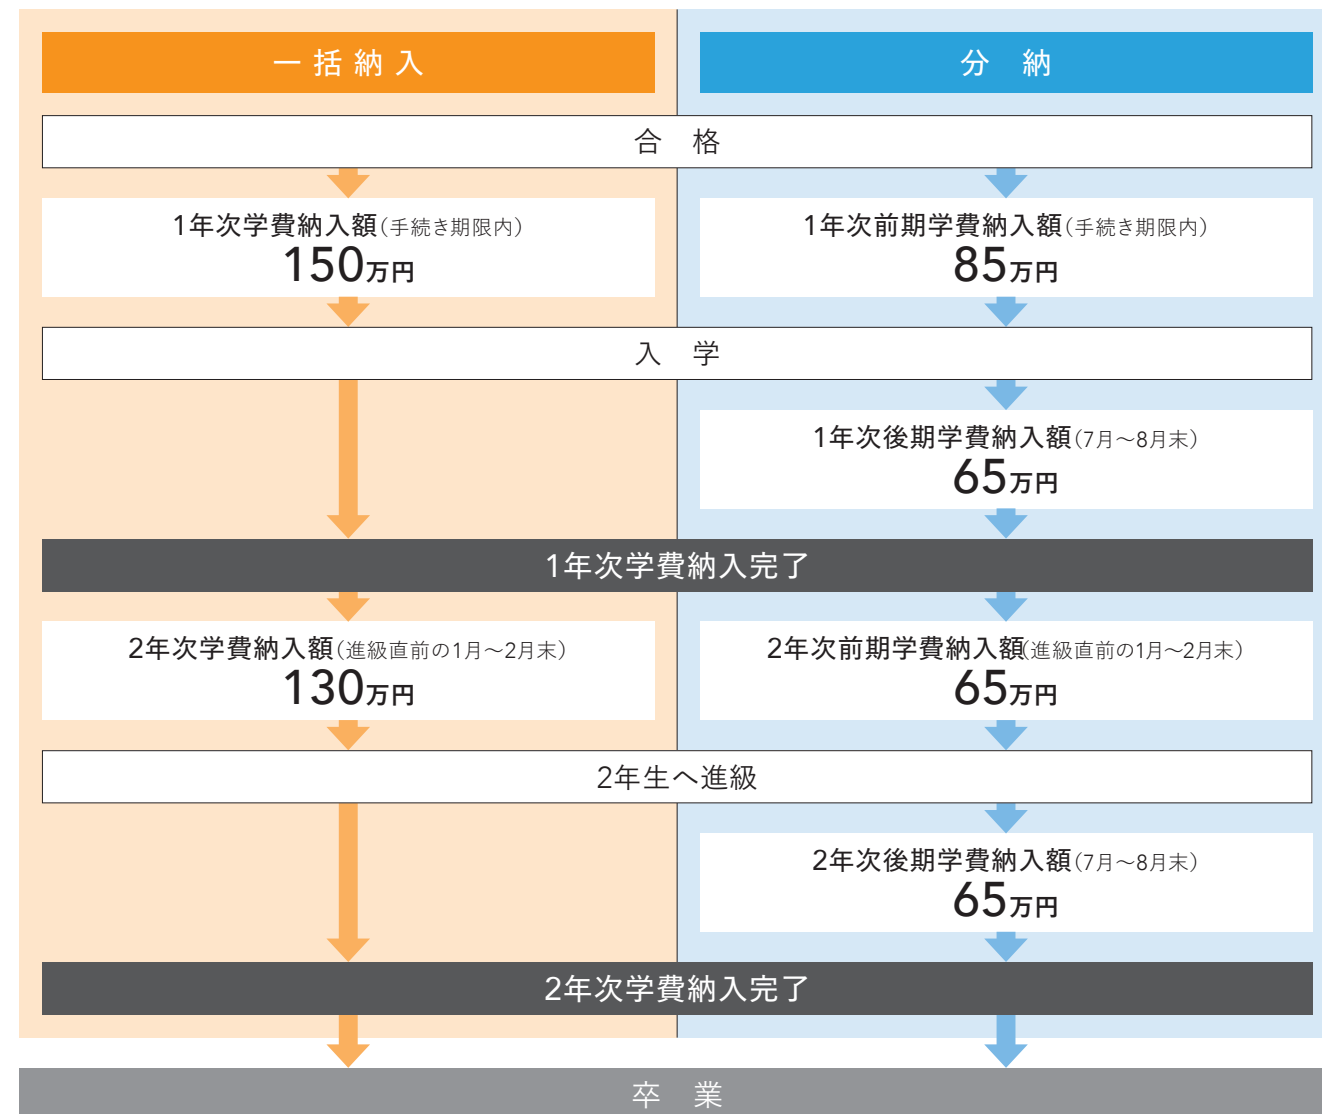 一括納入
分 納
合 格
1年次学費納入額(手続き期限内)
150万円
1年次前期学費納入額(手続き期限内)
85万円
入 学
1年次後期学費納入額(7月～8月末)
65万円
1年次学費納入完了
2年次学費納入額(進級直前の1月～2月末)
130万円
2年次前期学費納入額(進級直前の1月～2月末)
65万円
2年生へ進級
2年次後期学費納入額(7月～8月末)
65万円
2年次学費納入完了
卒 業